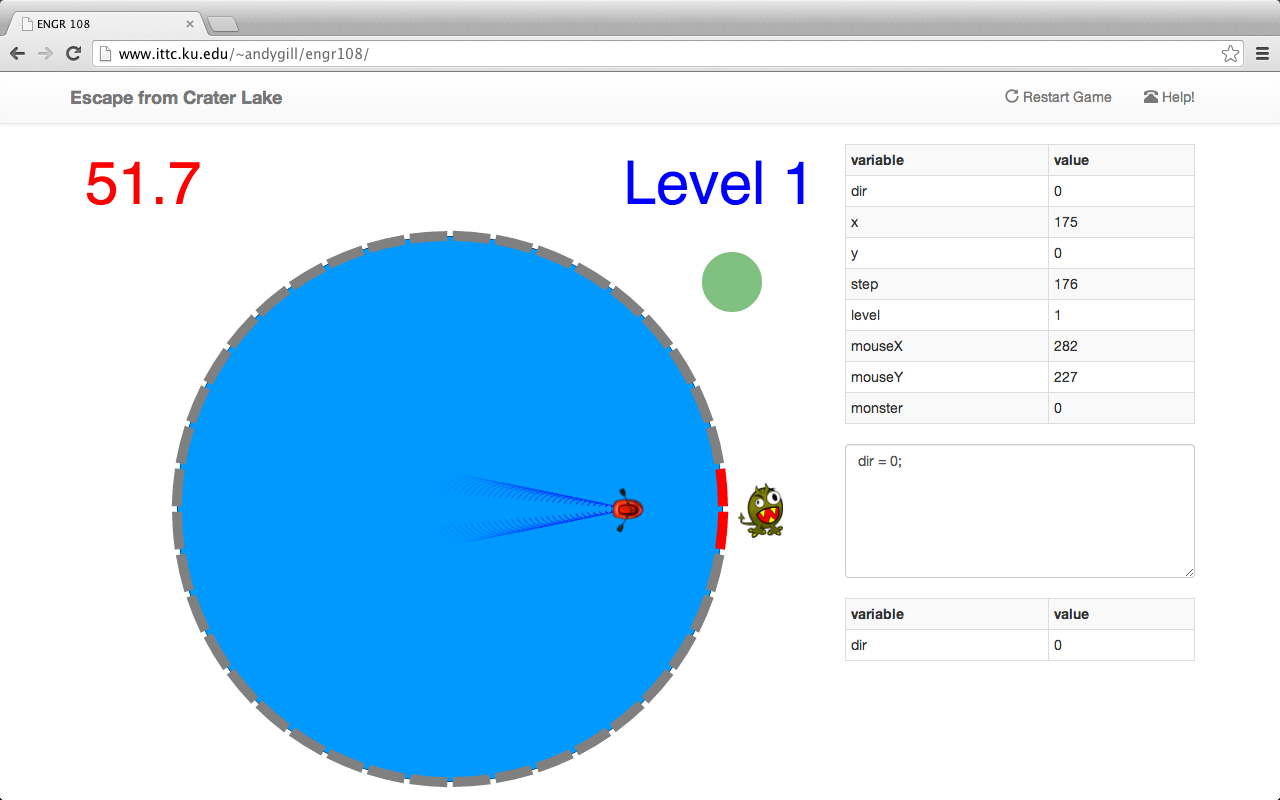 ENGR 108
www.ittc.ku.edu/~andygill/engr108/
Escape from Crater Lake
Restart Game
Help!
51.7
Level 1
variable value
dir 0
x 175
y 0
step 176
level 1
mouseX 282
mouseY 227
monster 0
dir = 0;
variable value
dir 0